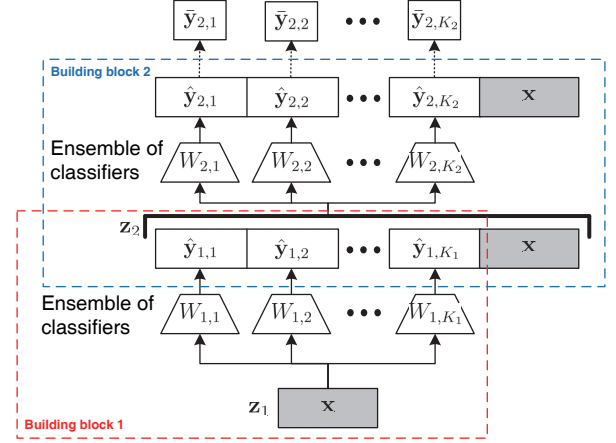 ȳ₂,₁ ȳ₂,₂ ••• ȳ₂,K₂
Building block 2
ŷ₂,₁ ŷ₂,₂ ••• ŷ₂,K₂ x
Ensemble of
classifiers
W₂,₁ W₂,₂ ••• W₂,K₂
z₂
ŷ₁,₁ ŷ₁,₂ ••• ŷ₁,K₁ x
Ensemble of
classifiers
W₁,₁ W₁,₂ ••• W₁,K₁
z₁ x
Building block 1